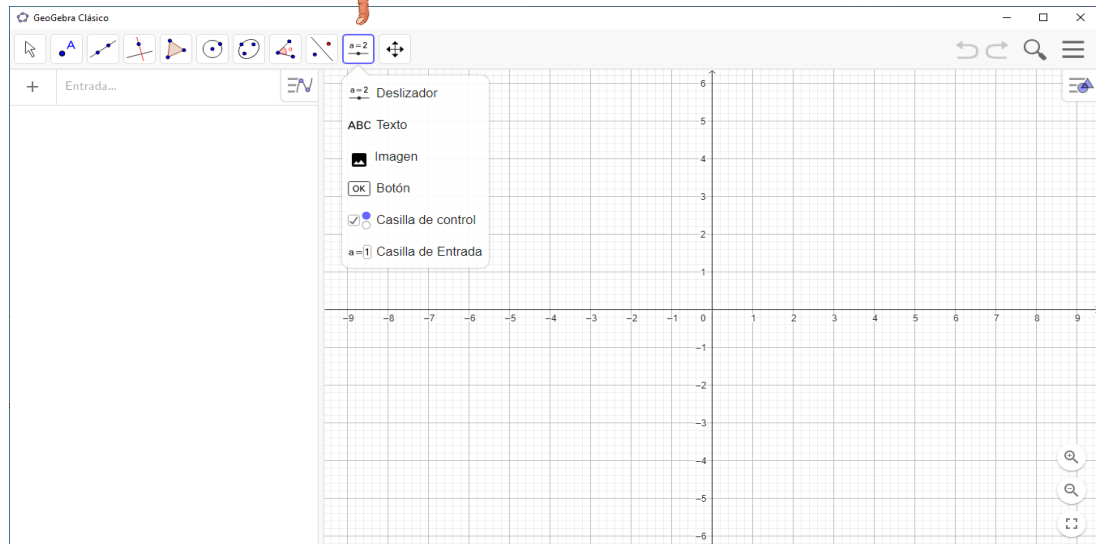 GeoGebra Clásico
A
α
a=2
+ Entrada...
a=2 Deslizador
ABC Texto
Imagen
OK Botón
Casilla de control
a=1 Casilla de Entrada
6
5
4
3
2
1
–9 –8 –7 –6 –5 –4 –3 –2 –1 0 1 2 3 4 5 6 7 8 9
–1
–2
–3
–4
–5
–6